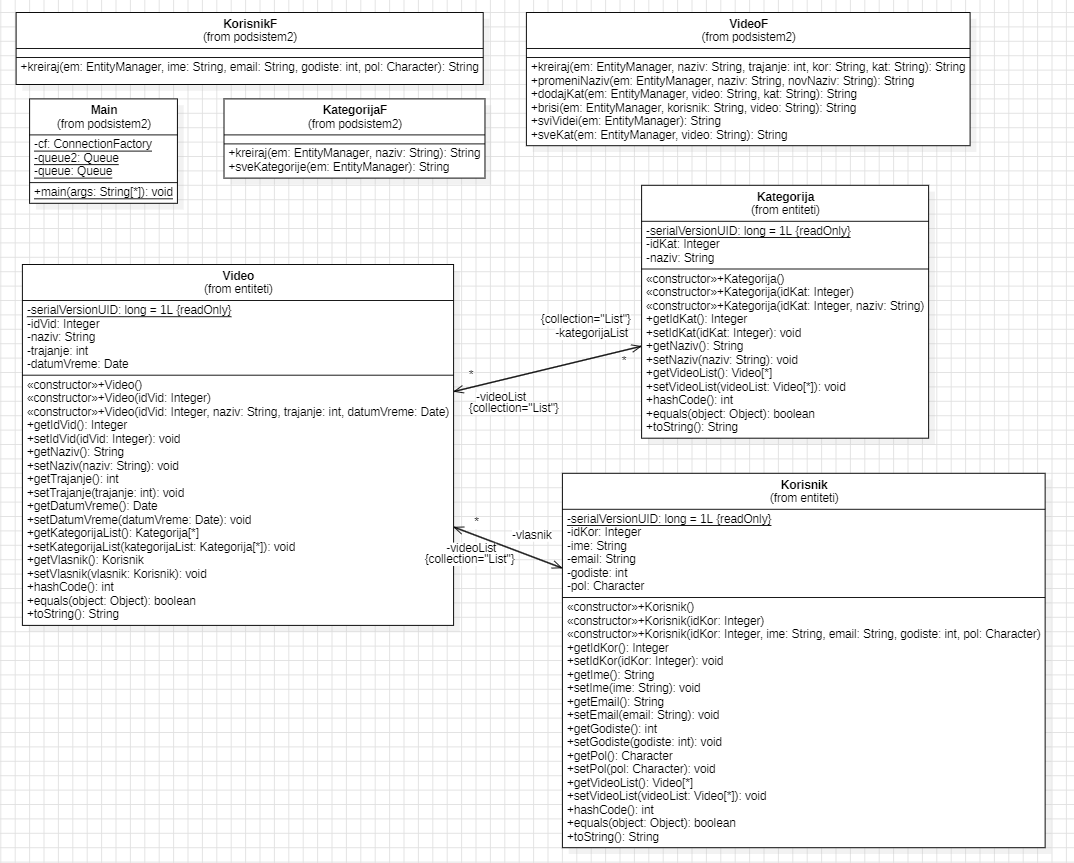 KorisnikF
(from podsistem2)
+kreiraj(em: EntityManager, ime: String, email: String, godiste: int, pol: Character): String
VideoF
(from podsistem2)
+kreiraj(em: EntityManager, naziv: String, trajanje: int, kor: String, kat: String): String
+promeniNaziv(em: EntityManager, naziv: String, novNaziv: String): String
+dodajKat(em: EntityManager, video: String, kat: String): String
+brisi(em: EntityManager, korisnik: String, video: String): String
+sviVidei(em: EntityManager): String
+sveKat(em: EntityManager, video: String): String
Main
(from podsistem2)
-cf: ConnectionFactory
-queue2: Queue
-queue: Queue
+main(args: String[*]): void
KategorijaF
(from podsistem2)
+kreiraj(em: EntityManager, naziv: String): String
+sveKategorije(em: EntityManager): String
Kategorija
(from entiteti)
-serialVersionUID: long = 1L {readOnly}
-idKat: Integer
-naziv: String
«constructor»+Kategorija()
«constructor»+Kategorija(idKat: Integer)
«constructor»+Kategorija(idKat: Integer, naziv: String)
+getIdKat(): Integer
+setIdKat(idKat: Integer): void
+getNaziv(): String
+setNaziv(naziv: String): void
+getVideoList(): Video[*]
+setVideoList(videoList: Video[*]): void
+hashCode(): int
+equals(object: Object): boolean
+toString(): String
Video
(from entiteti)
-serialVersionUID: long = 1L {readOnly}
-idVid: Integer
-naziv: String
-trajanje: int
-datumVreme: Date
«constructor»+Video()
«constructor»+Video(idVid: Integer)
«constructor»+Video(idVid: Integer, naziv: String, trajanje: int, datumVreme: Date)
+getIdVid(): Integer
+setIdVid(idVid: Integer): void
+getNaziv(): String
+setNaziv(naziv: String): void
+getTrajanje(): int
+setTrajanje(trajanje: int): void
+getDatumVreme(): Date
+setDatumVreme(datumVreme: Date): void
+getKategorijaList(): Kategorija[*]
+setKategorijaList(kategorijaList: Kategorija[*]): void
+getVlasnik(): Korisnik
+setVlasnik(vlasnik: Korisnik): void
+hashCode(): int
+equals(object: Object): boolean
+toString(): String
{collection="List"}
-kategorijaList
*
*
-videoList
{collection="List"}
*
-vlasnik
-videoList
{collection="List"}
Korisnik
(from entiteti)
-serialVersionUID: long = 1L {readOnly}
-idKor: Integer
-ime: String
-email: String
-godiste: int
-pol: Character
«constructor»+Korisnik()
«constructor»+Korisnik(idKor: Integer)
«constructor»+Korisnik(idKor: Integer, ime: String, email: String, godiste: int, pol: Character)
+getIdKor(): Integer
+setIdKor(idKor: Integer): void
+getIme(): String
+setIme(ime: String): void
+getEmail(): String
+setEmail(email: String): void
+getGodiste(): int
+setGodiste(godiste: int): void
+getPol(): Character
+setPol(pol: Character): void
+getVideoList(): Video[*]
+setVideoList(videoList: Video[*]): void
+hashCode(): int
+equals(object: Object): boolean
+toString(): String